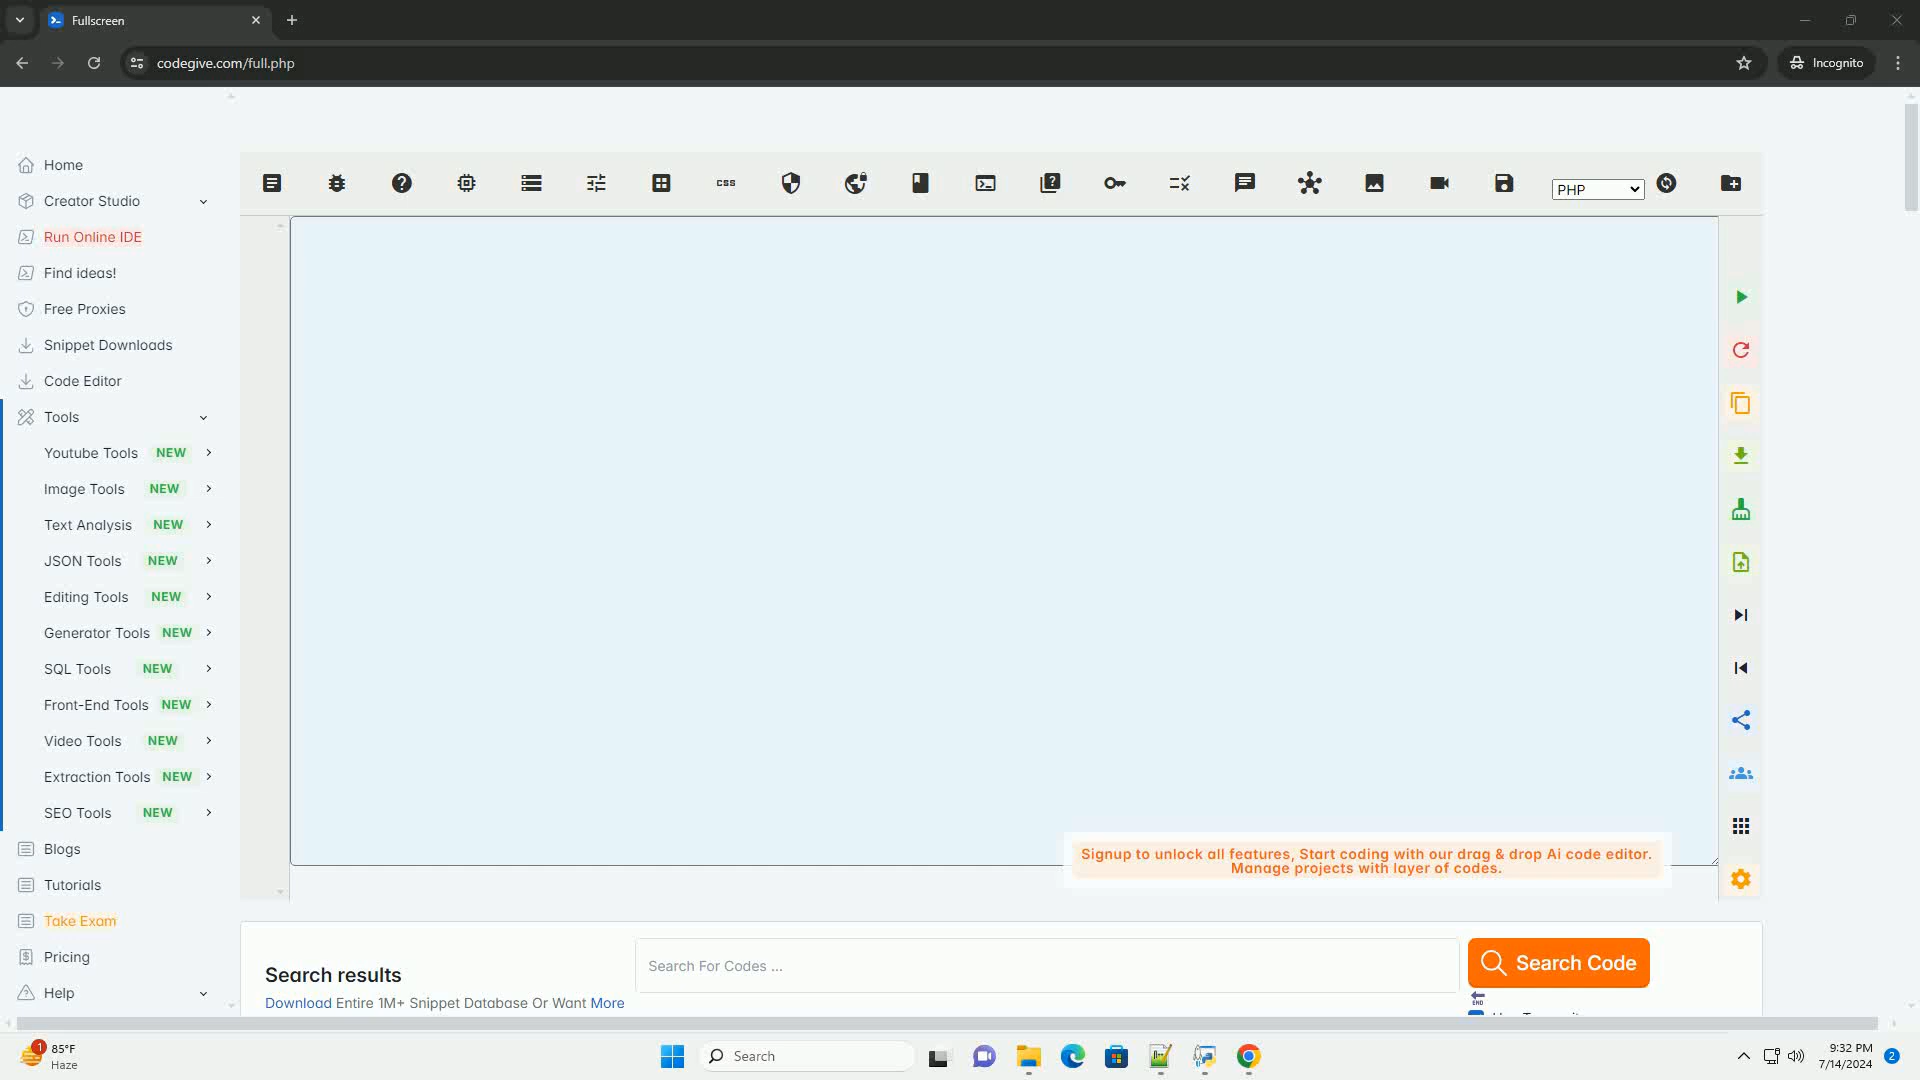 Fullscreen
codegive.com/full.php
Incognito
Home
Creator Studio
Run Online IDE
Find ideas!
Free Proxies
Snippet Downloads
Code Editor
Tools
Youtube Tools NEW
Image Tools NEW
Text Analysis NEW
JSON Tools NEW
Editing Tools NEW
Generator Tools NEW
SQL Tools NEW
Front-End Tools NEW
Video Tools NEW
Extraction Tools NEW
SEO Tools NEW
Blogs
Tutorials
Take Exam
Pricing
Help
CSS
PHP
Signup to unlock all features, Start coding with our drag & drop Ai code editor.
Manage projects with layer of codes.
Search results
Download Entire 1M+ Snippet Database Or Want More
Search For Codes ...
Search Code
END
1
85°F
Haze
Search
9:32 PM
7/14/2024
2